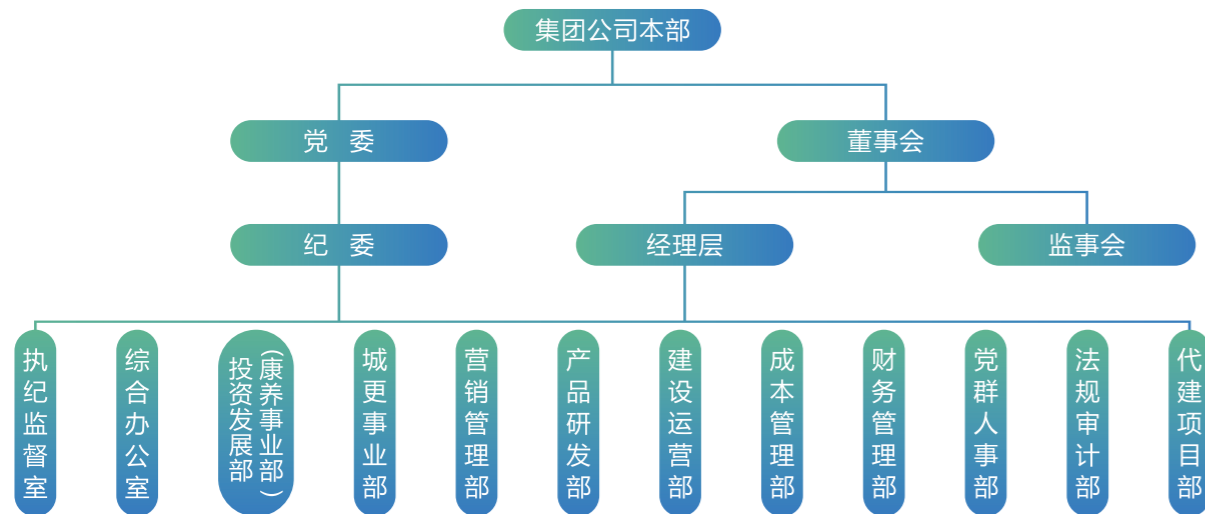 集团公司本部
党 委
董事会
纪 委
经理层
监事会
执纪监督室
综合办公室
投资发展部
（康养事业部）
城更事业部
营销管理部
产品研发部
建设运营部
成本管理部
财务管理部
党群人事部
法规审计部
代建项目部